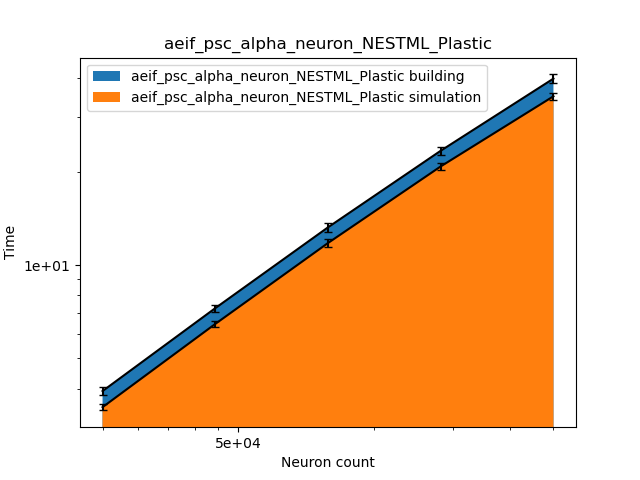 aeif_psc_alpha_neuron_NESTML_Plastic
aeif_psc_alpha_neuron_NESTML_Plastic building
aeif_psc_alpha_neuron_NESTML_Plastic simulation
Time
1e+01
5e+04
Neuron count